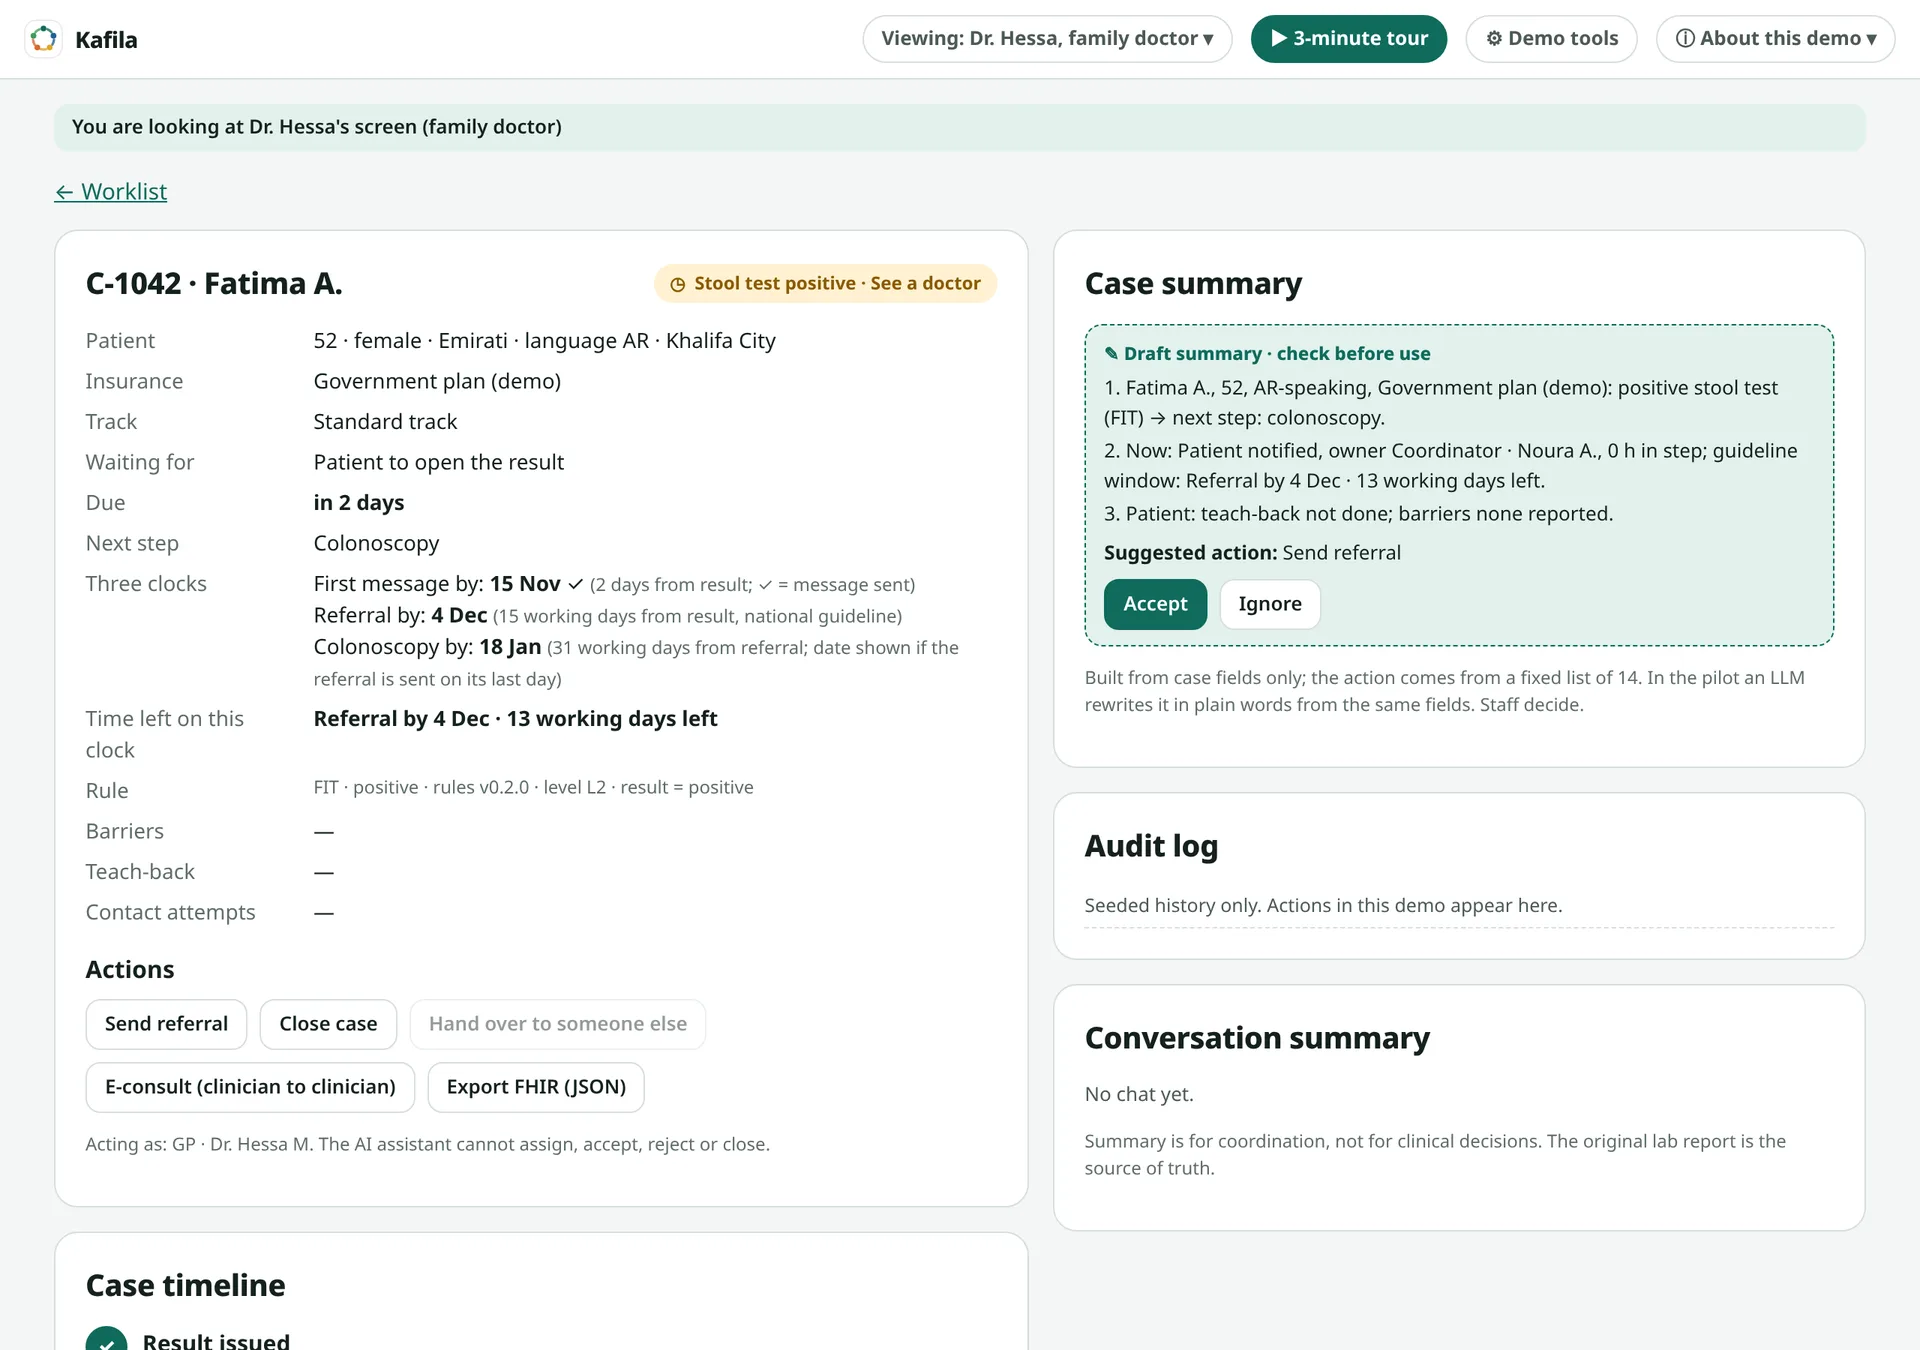 Kafila
Viewing: Dr. Hessa, family doctor ▾
▶ 3-minute tour
⚙ Demo tools
ⓘ About this demo ▾
You are looking at Dr. Hessa's screen (family doctor)
← Worklist
C-1042 · Fatima A.
◷ Stool test positive · See a doctor
Patient 52 · female · Emirati · language AR · Khalifa City
Insurance Government plan (demo)
Track Standard track
Waiting for Patient to open the result
Due in 2 days
Next step Colonoscopy
Three clocks First message by: 15 Nov ✓ (2 days from result; ✓ = message sent)
Referral by: 4 Dec (15 working days from result, national guideline)
Colonoscopy by: 18 Jan (31 working days from referral; date shown if the
referral is sent on its last day)
Time left on this Referral by 4 Dec · 13 working days left
clock
Rule FIT · positive · rules v0.2.0 · level L2 · result = positive
Barriers —
Teach-back —
Contact attempts —
Actions
Send referral
Close case
Hand over to someone else
E-consult (clinician to clinician)
Export FHIR (JSON)
Acting as: GP · Dr. Hessa M. The AI assistant cannot assign, accept, reject or close.
Case timeline
Result issued
Case summary
✎ Draft summary · check before use
1. Fatima A., 52, AR-speaking, Government plan (demo): positive stool test
(FIT) → next step: colonoscopy.
2. Now: Patient notified, owner Coordinator · Noura A., 0 h in step; guideline
window: Referral by 4 Dec · 13 working days left.
3. Patient: teach-back not done; barriers none reported.
Suggested action: Send referral
Accept
Ignore
Built from case fields only; the action comes from a fixed list of 14. In the pilot an LLM
rewrites it in plain words from the same fields. Staff decide.
Audit log
Seeded history only. Actions in this demo appear here.
Conversation summary
No chat yet.
Summary is for coordination, not for clinical decisions. The original lab report is the
source of truth.